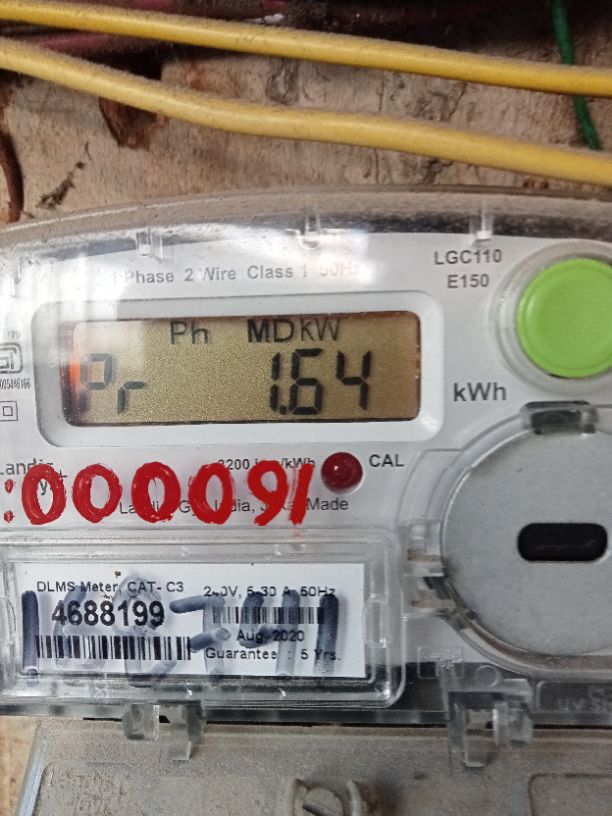 1 Phase 2 Wire Class 1 50Hz
LGC110
E150
Ph MD kW
Pr 1.64
kWh
3200 imp/kWh
CAL
:0000091
DLMS Meter, CAT- C3
4688199
240V, 5-30 A, 50Hz
Aug, 2020
Guarantee : 5 Yrs.